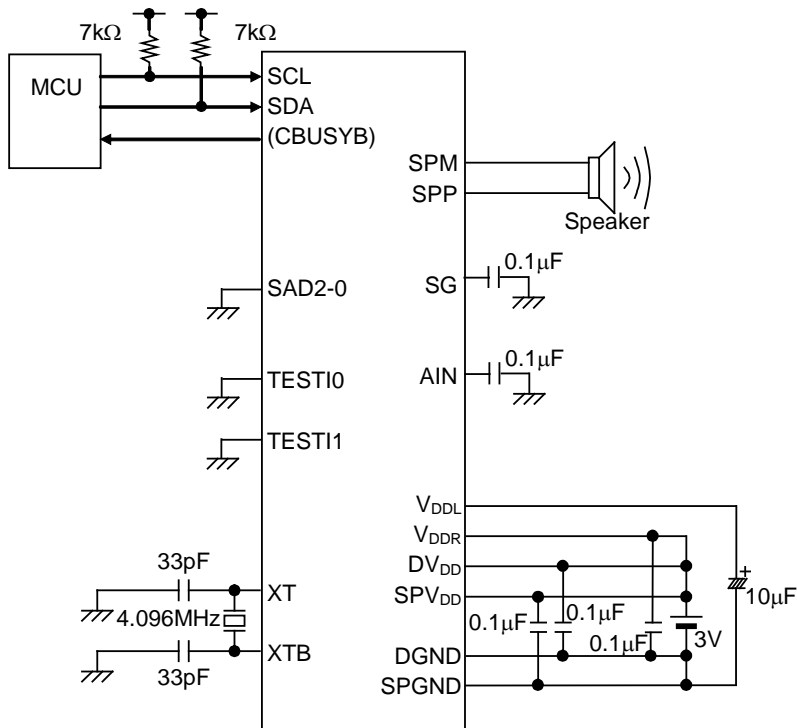 7kΩ 7kΩ
MCU
SCL
SDA
(CBUSYB)
SPM
SPP
Speaker
SG
0.1µF
SAD2-0
AIN
0.1µF
TESTI0
TESTI1
VDDL
VDDR
DVDD
SPVDD
0.1µF
0.1µF
0.1µF
3V
+
10µF
DGND
SPGND
33pF
XT
4.096MHz
XTB
33pF